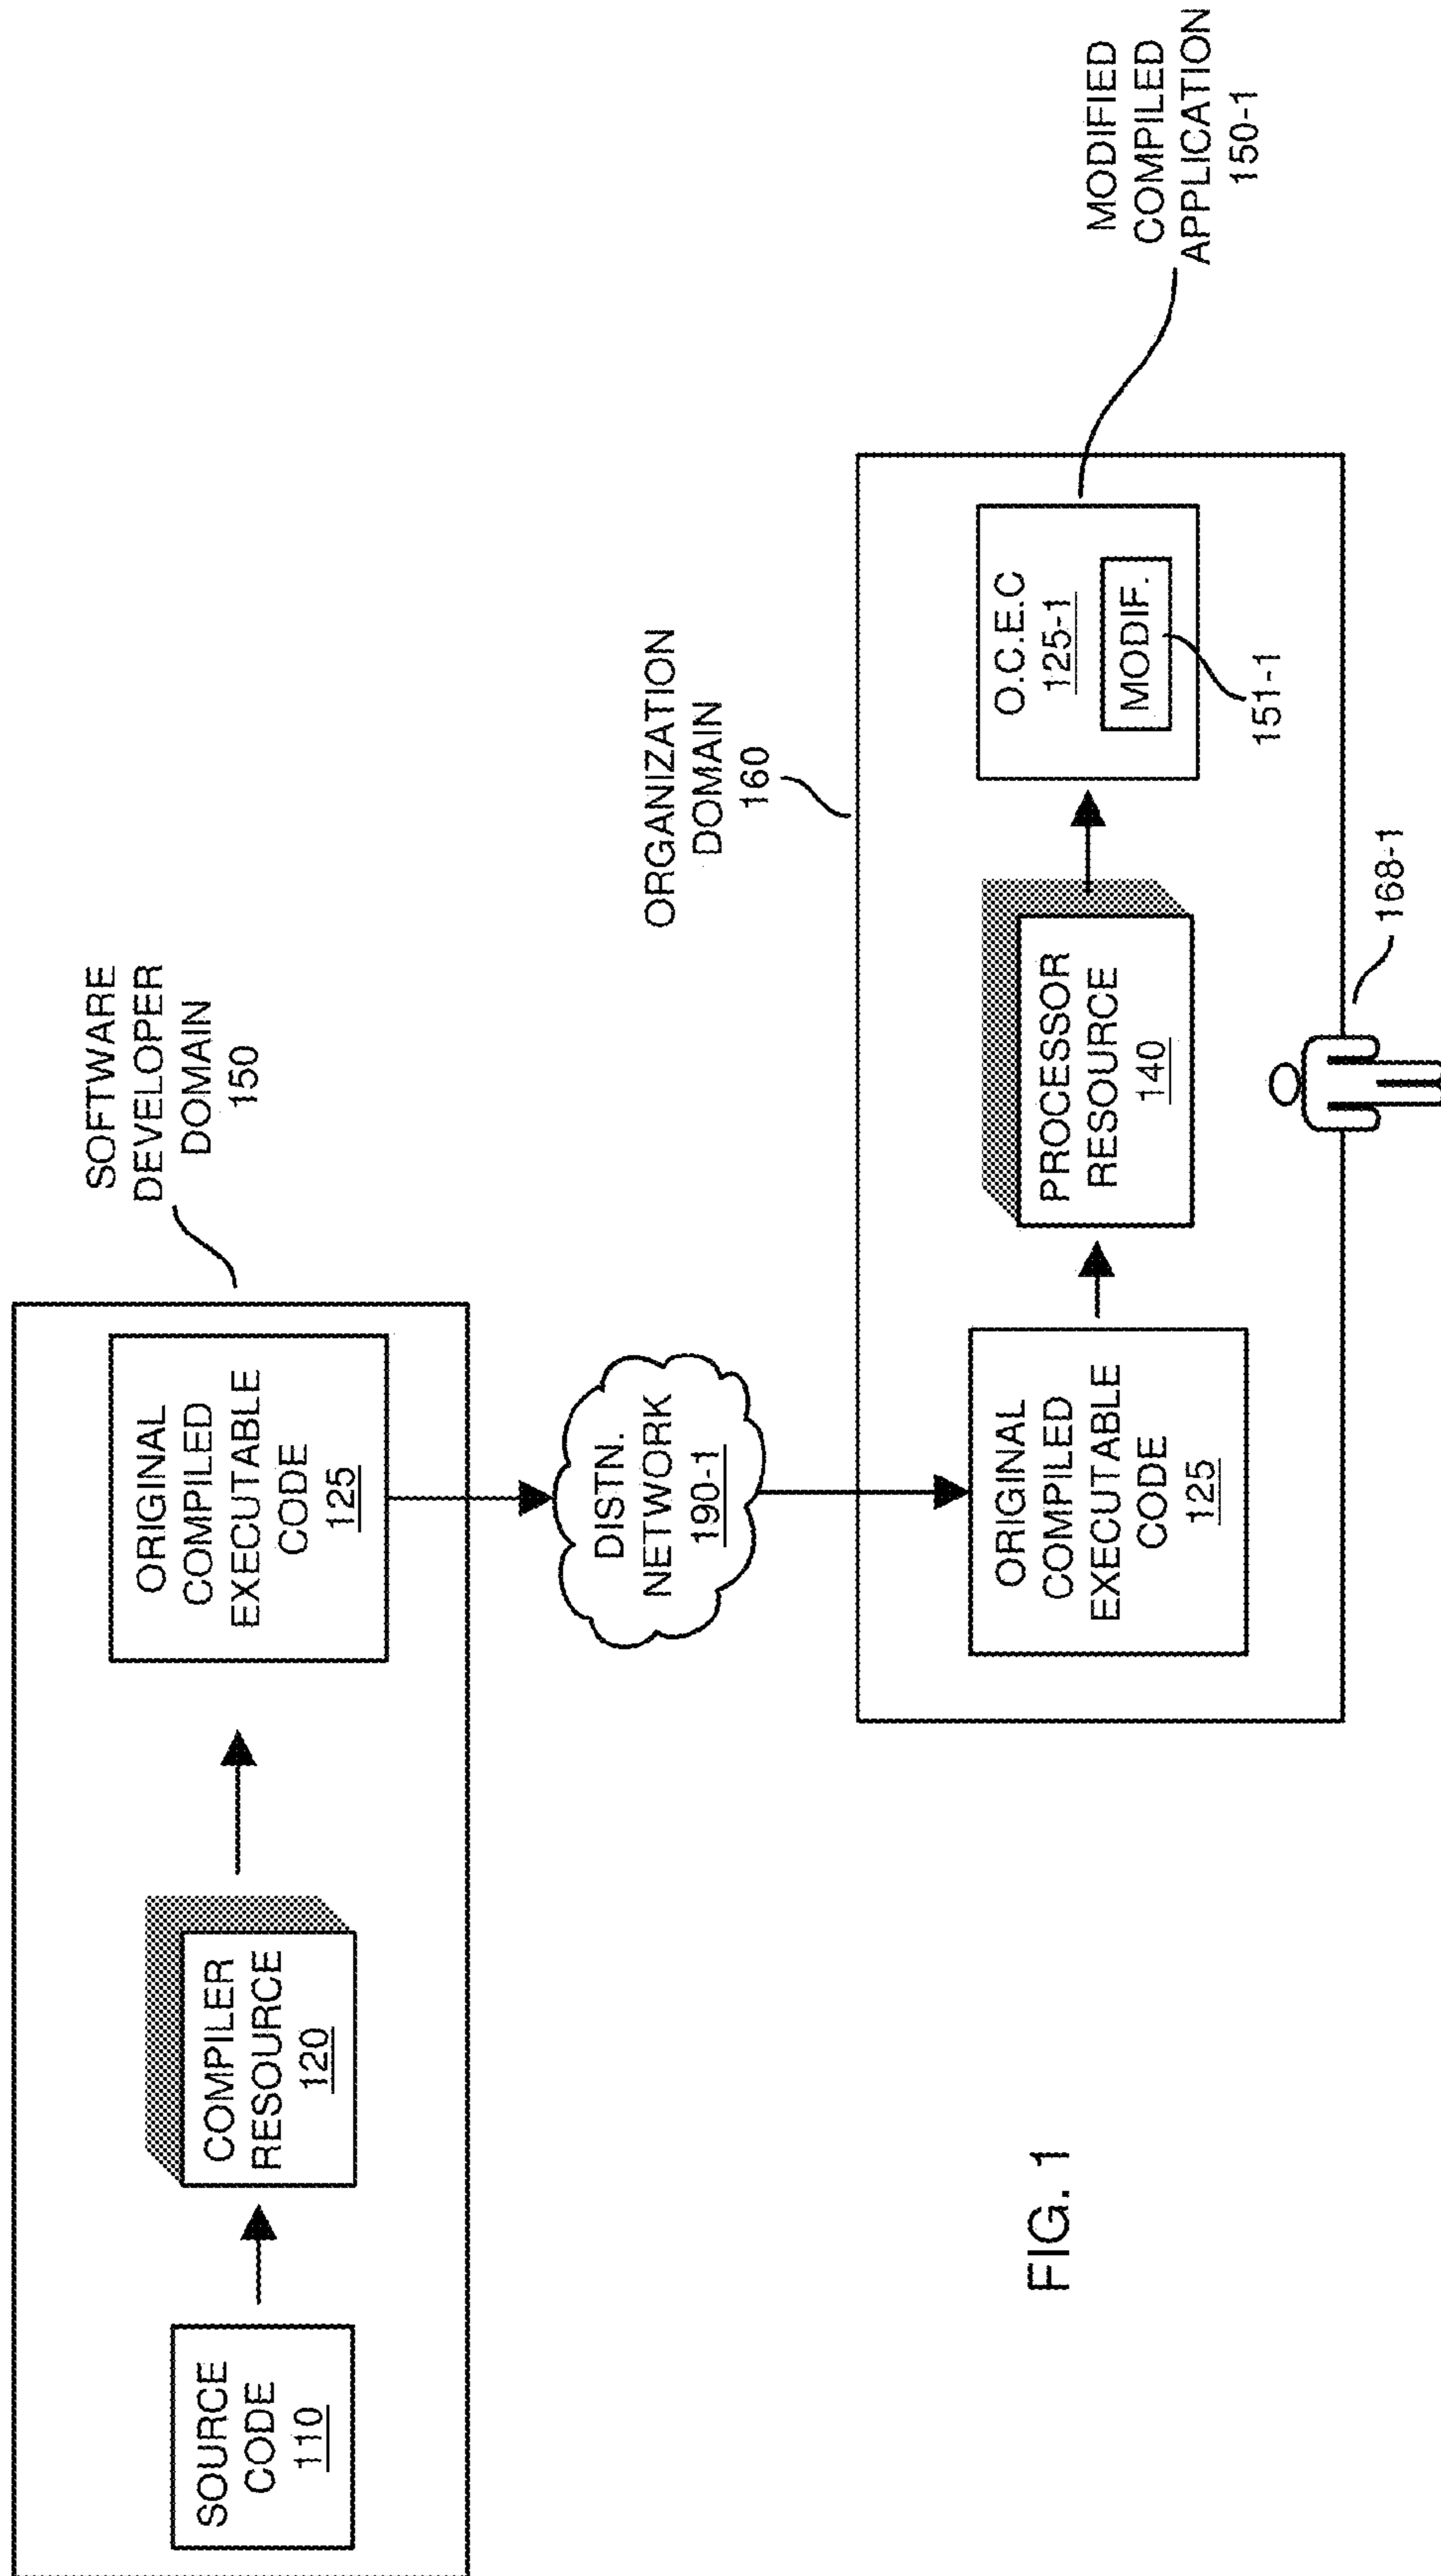 SOFTWARE
DEVELOPER
DOMAIN
150
SOURCE
CODE
110
COMPILER
RESOURCE
120
ORIGINAL
COMPILED
EXECUTABLE
CODE
125
DISTN.
NETWORK
190-1
ORGANIZATION
DOMAIN
160
ORIGINAL
COMPILED
EXECUTABLE
CODE
125
PROCESSOR
RESOURCE
140
O.C.E.C
125-1
MODIF.
151-1
MODIFIED
COMPILED
APPLICATION
150-1
168-1
FIG. 1